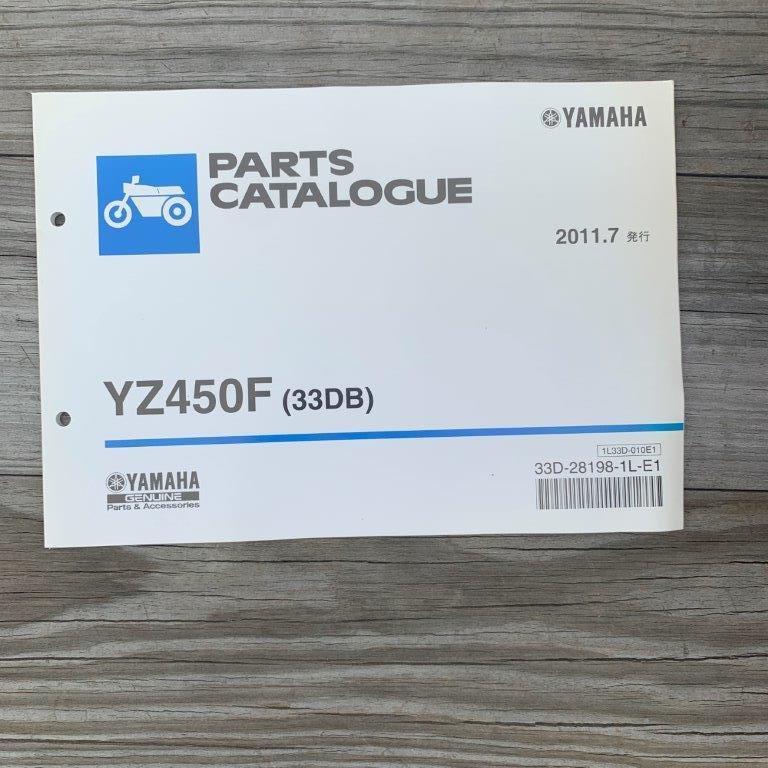 YAMAHA
PARTS
CATALOGUE
2011.7 発行
YZ450F (33DB)
1L33D-010E1
33D-28198-1L-E1
YAMAHA
GENUINE
Parts & Accessories